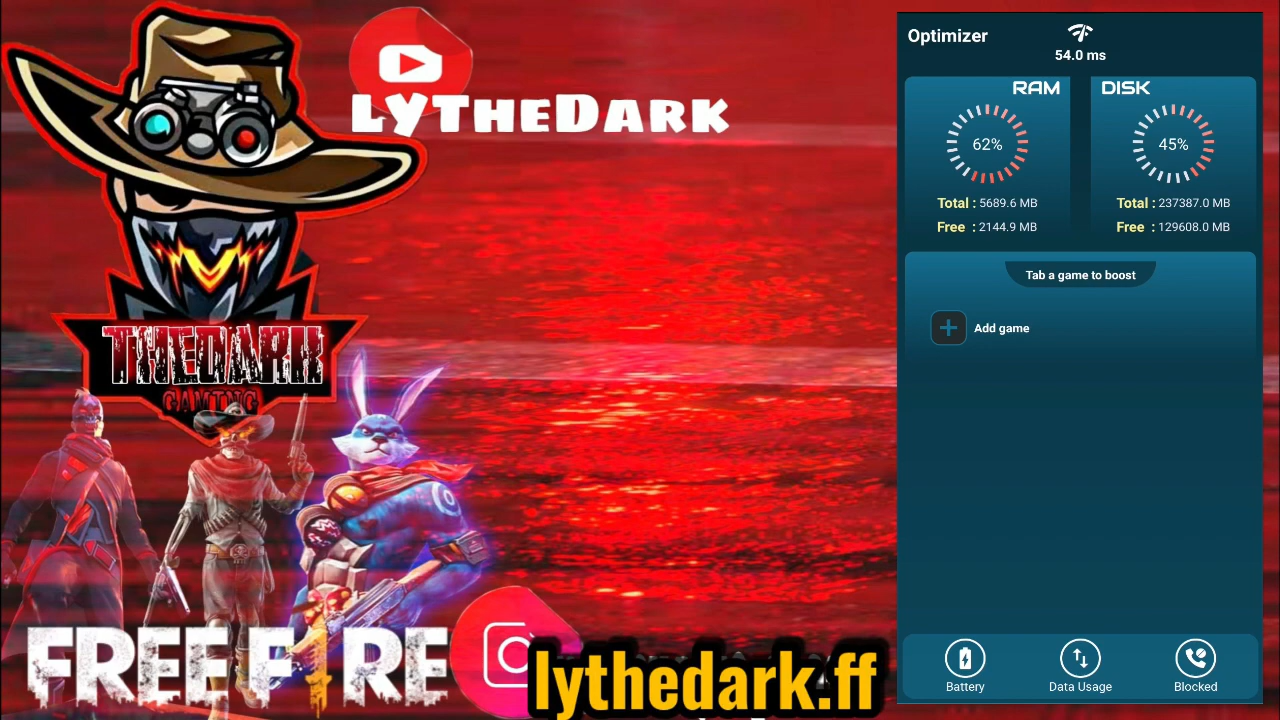 LYTHEDARK
THEDARK
GAMING
FREE FIRE
lythedark.ff
Optimizer
54.0 ms
RAM
62%
Total : 5689.6 MB
Free : 2144.9 MB
DISK
45%
Total : 237387.0 MB
Free : 129608.0 MB
Tab a game to boost
Add game
Battery
Data Usage
Blocked